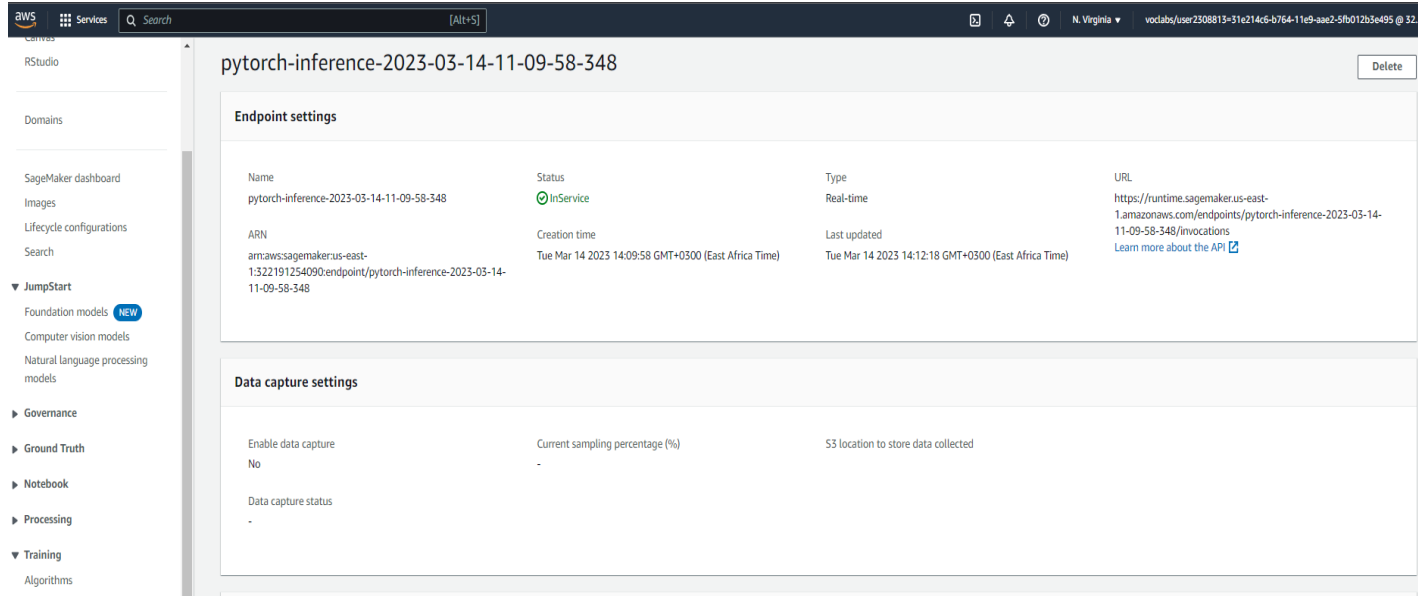 aws
Services
Search [Alt+S]
N. Virginia
voclabs/user2308813=31e214c6-b764-11e9-aae2-5fb012b3e495 @ 32.
Canvas
RStudio
Domains
SageMaker dashboard
Images
Lifecycle configurations
Search
JumpStart
Foundation models NEW
Computer vision models
Natural language processing
models
Governance
Ground Truth
Notebook
Processing
Training
Algorithms
pytorch-inference-2023-03-14-11-09-58-348
Delete
Endpoint settings
Name
pytorch-inference-2023-03-14-11-09-58-348
Status
InService
Type
Real-time
URL
https://runtime.sagemaker.us-east-
1.amazonaws.com/endpoints/pytorch-inference-2023-03-14-
11-09-58-348/invocations
Learn more about the API
ARN
arn:aws:sagemaker:us-east-
1:322191254090:endpoint/pytorch-inference-2023-03-14-
11-09-58-348
Creation time
Tue Mar 14 2023 14:09:58 GMT+0300 (East Africa Time)
Last updated
Tue Mar 14 2023 14:12:18 GMT+0300 (East Africa Time)
Data capture settings
Enable data capture
No
Current sampling percentage (%)
-
S3 location to store data collected
Data capture status
-